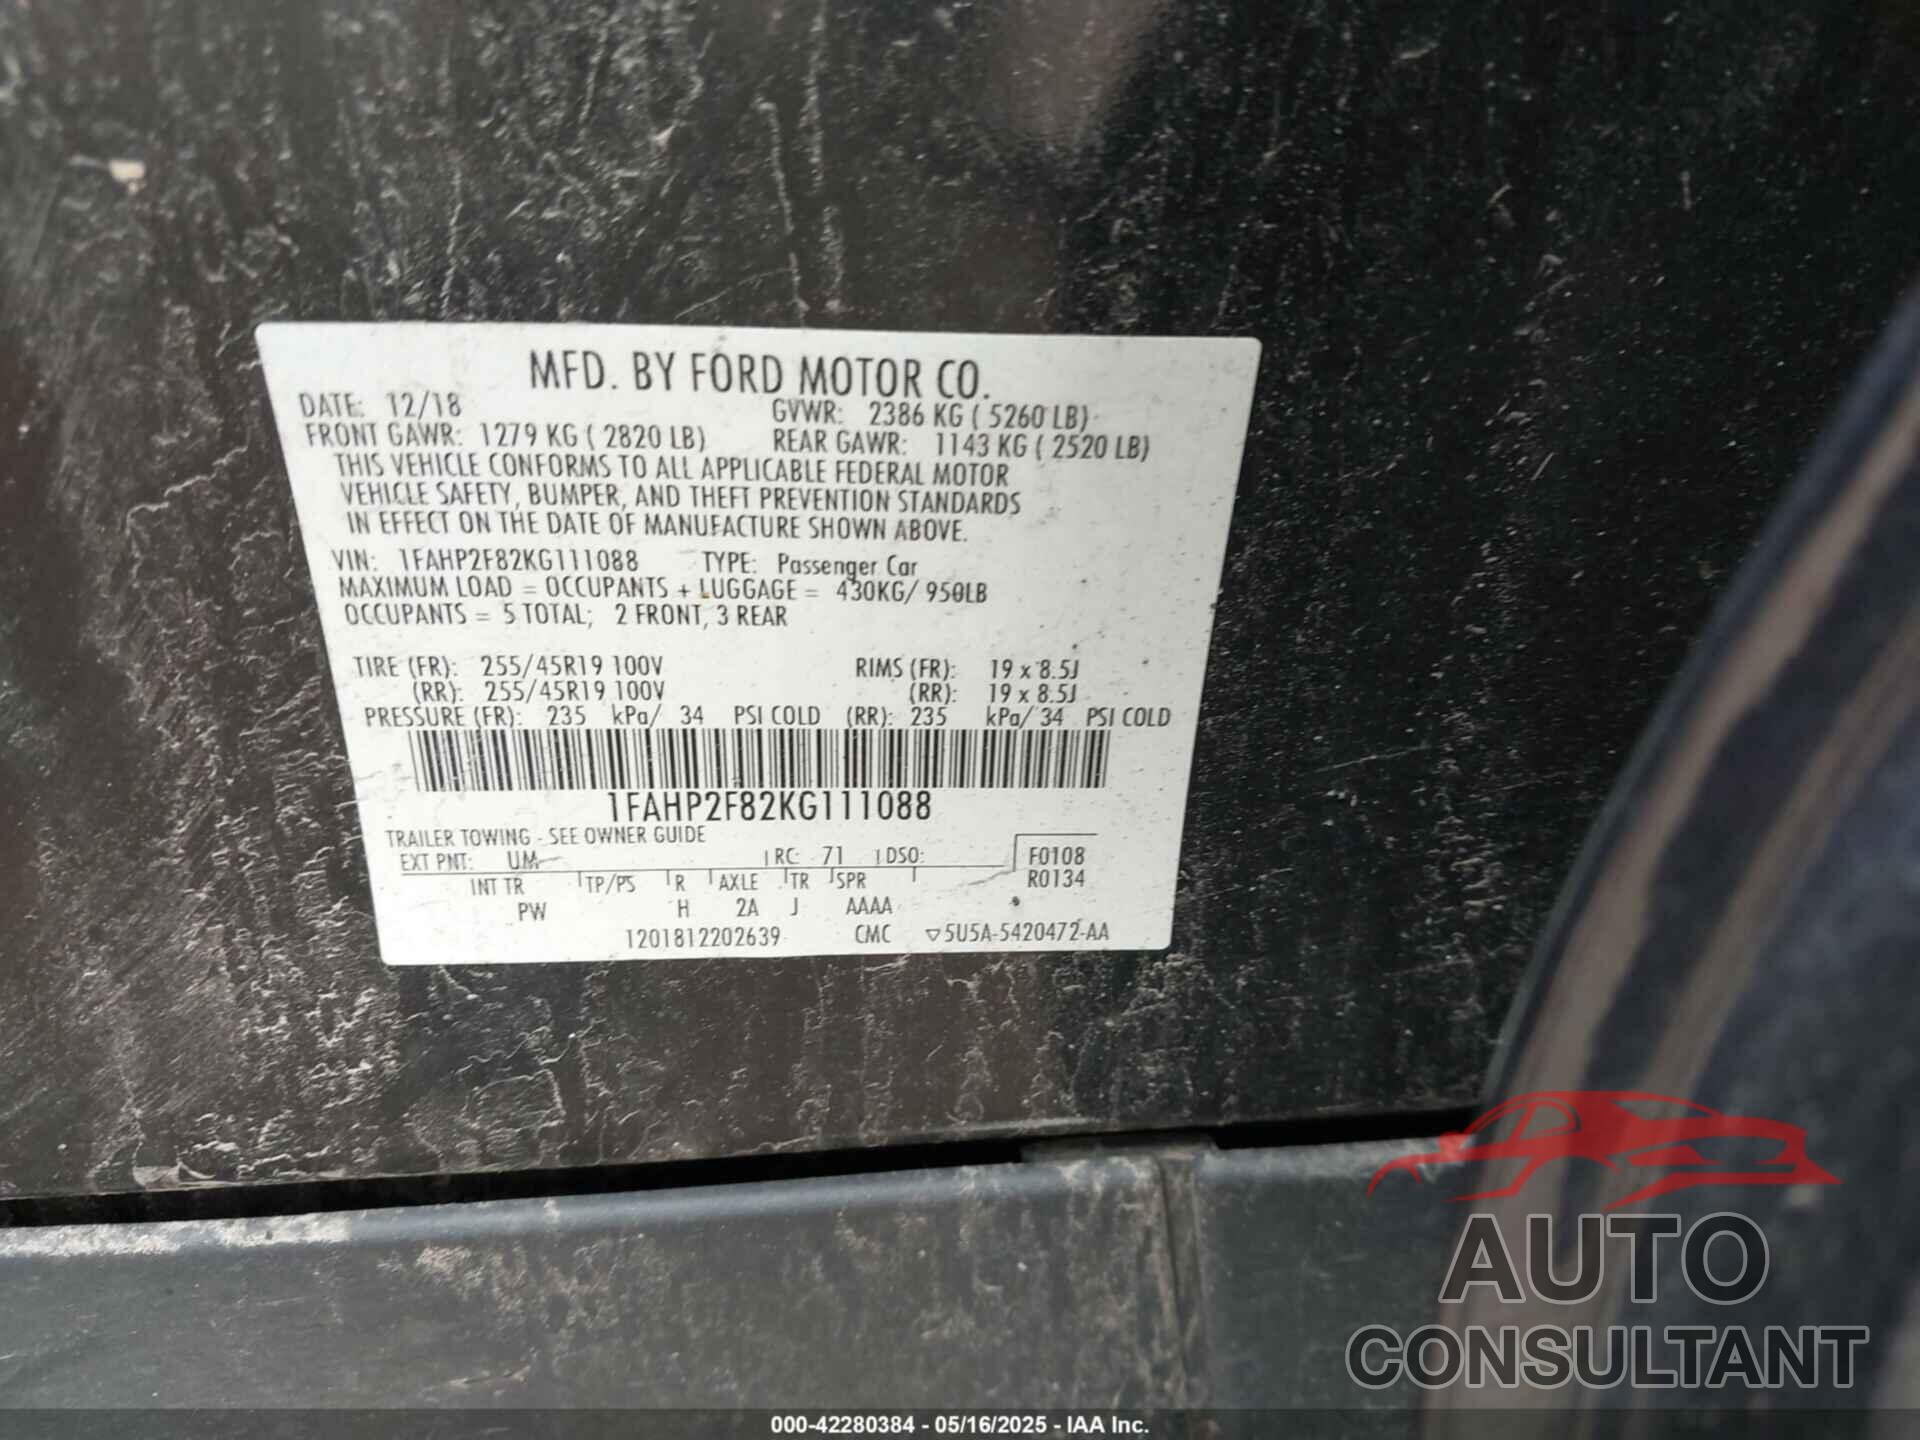 MFD. BY FORD MOTOR CO.
DATE: 12/18 GVWR: 2386 KG ( 5260 LB)
FRONT GAWR: 1279 KG ( 2820 LB) REAR GAWR: 1143 KG ( 2520 LB)
THIS VEHICLE CONFORMS TO ALL APPLICABLE FEDERAL MOTOR
VEHICLE SAFETY, BUMPER, AND THEFT PREVENTION STANDARDS
IN EFFECT ON THE DATE OF MANUFACTURE SHOWN ABOVE.
VIN: 1FAHP2F82KG111088 TYPE: Passenger Car
MAXIMUM LOAD = OCCUPANTS + LUGGAGE = 430KG/ 950LB
OCCUPANTS = 5 TOTAL; 2 FRONT, 3 REAR
TIRE (FR): 255/45R19 100V RIMS (FR): 19 x 8.5J
(RR): 255/45R19 100V (RR): 19 x 8.5J
PRESSURE (FR): 235 kPa/ 34 PSI COLD (RR): 235 kPa/ 34 PSI COLD
1FAHP2F82KG111088
TRAILER TOWING - SEE OWNER GUIDE
EXT PNT: UM RC: 71 DSO: F0108
INT TR TP/PS R AXLE TR SPR R0134
PW H 2A J AAAA
1201812202639 CMC ▽5U5A-5420472-AA
AUTO
CONSULTANT
000-42280384 - 05/16/2025 - IAA Inc.